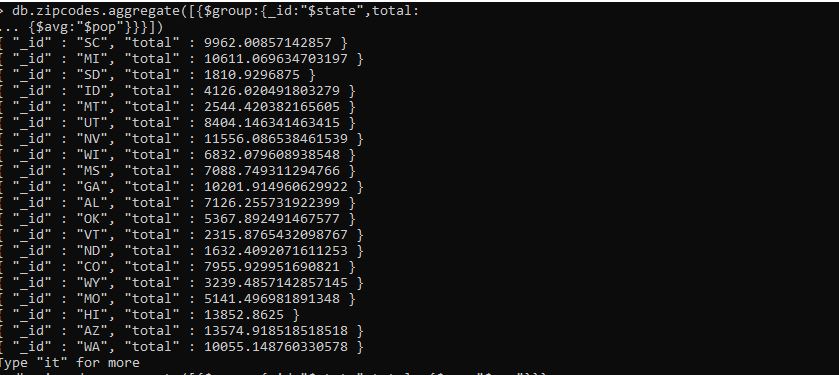 > db.zipcodes.aggregate([{$group:{_id:"$state",total:
... {$avg:"$pop"}}}])
{ "_id" : "SC", "total" : 9962.00857142857 }
{ "_id" : "MI", "total" : 10611.069634703197 }
{ "_id" : "SD", "total" : 1810.9296875 }
{ "_id" : "ID", "total" : 4126.020491803279 }
{ "_id" : "MT", "total" : 2544.420382165605 }
{ "_id" : "UT", "total" : 8404.146341463415 }
{ "_id" : "NV", "total" : 11556.086538461539 }
{ "_id" : "WI", "total" : 6832.079608938548 }
{ "_id" : "MS", "total" : 7088.749311294766 }
{ "_id" : "GA", "total" : 10201.914960629922 }
{ "_id" : "AL", "total" : 7126.255731922399 }
{ "_id" : "OK", "total" : 5367.892491467577 }
{ "_id" : "VT", "total" : 2315.8765432098767 }
{ "_id" : "ND", "total" : 1632.4092071611253 }
{ "_id" : "CO", "total" : 7955.929951690821 }
{ "_id" : "WY", "total" : 3239.4857142857145 }
{ "_id" : "MO", "total" : 5141.496981891348 }
{ "_id" : "HI", "total" : 13852.8625 }
{ "_id" : "AZ", "total" : 13574.918518518518 }
{ "_id" : "WA", "total" : 10055.148760330578 }
Type "it" for more